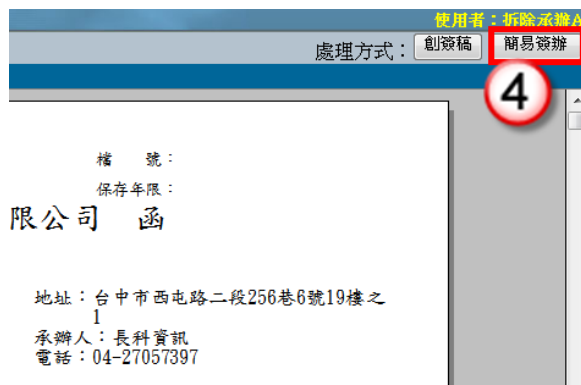 使用者：拆除承辦A
處理方式： 創簽稿 簡易簽辦
4
檔 號：
保存年限：
限公司 函
地址：台中市西屯路二段256巷6號19樓之
1
承辦人：長科資訊
電話：04-27057397